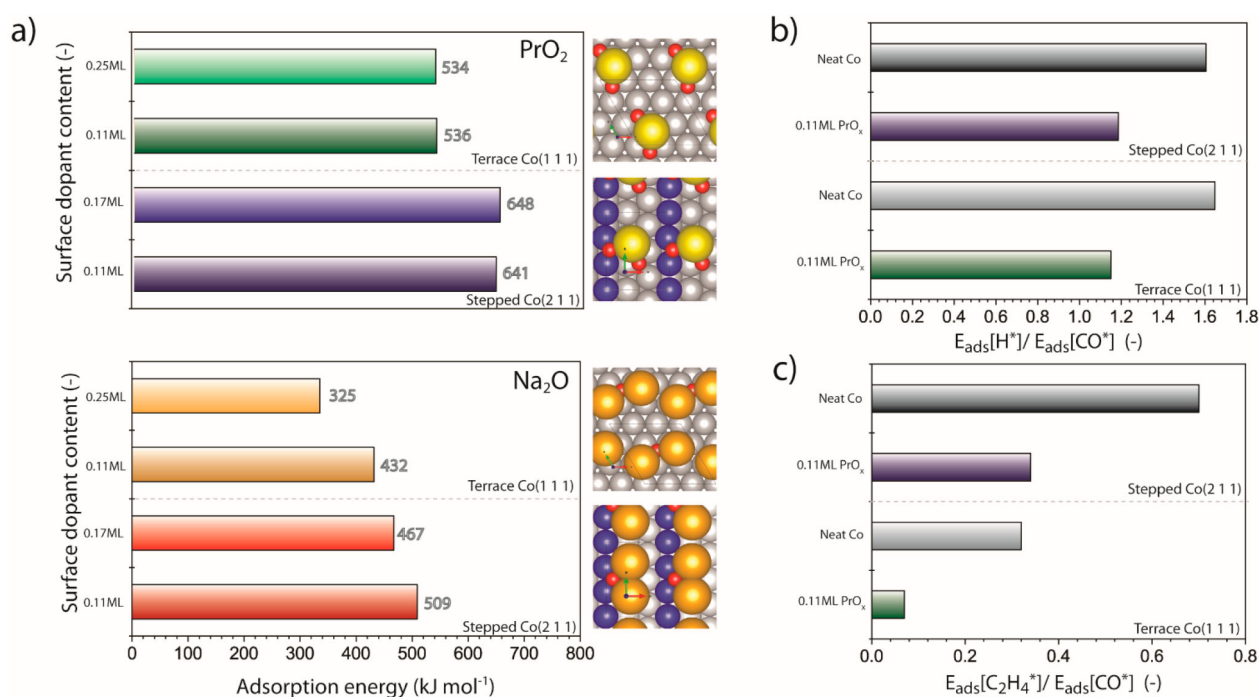 a)
Surface dopant content (-)
PrO₂
0.25ML
534
0.11ML
536
Terrace Co(1 1 1)
0.17ML
648
0.11ML
641
Stepped Co(2 1 1)
Surface dopant content (-)
Na₂O
0.25ML
325
0.11ML
432
Terrace Co(1 1 1)
0.17ML
467
0.11ML
509
Stepped Co(2 1 1)
0 100 200 300 400 500 600 700 800
Adsorption energy (kJ mol⁻¹)
b)
Neat Co
0.11ML PrOₓ
Stepped Co(2 1 1)
Neat Co
0.11ML PrOₓ
Terrace Co(1 1 1)
0.0 0.2 0.4 0.6 0.8 1.0 1.2 1.4 1.6 1.8
E_ads[H*]/ E_ads[CO*] (-)
c)
Neat Co
0.11ML PrOₓ
Stepped Co(2 1 1)
Neat Co
0.11ML PrOₓ
Terrace Co(1 1 1)
0.0 0.2 0.4 0.6 0.8
E_ads[C₂H₄*]/ E_ads[CO*] (-)